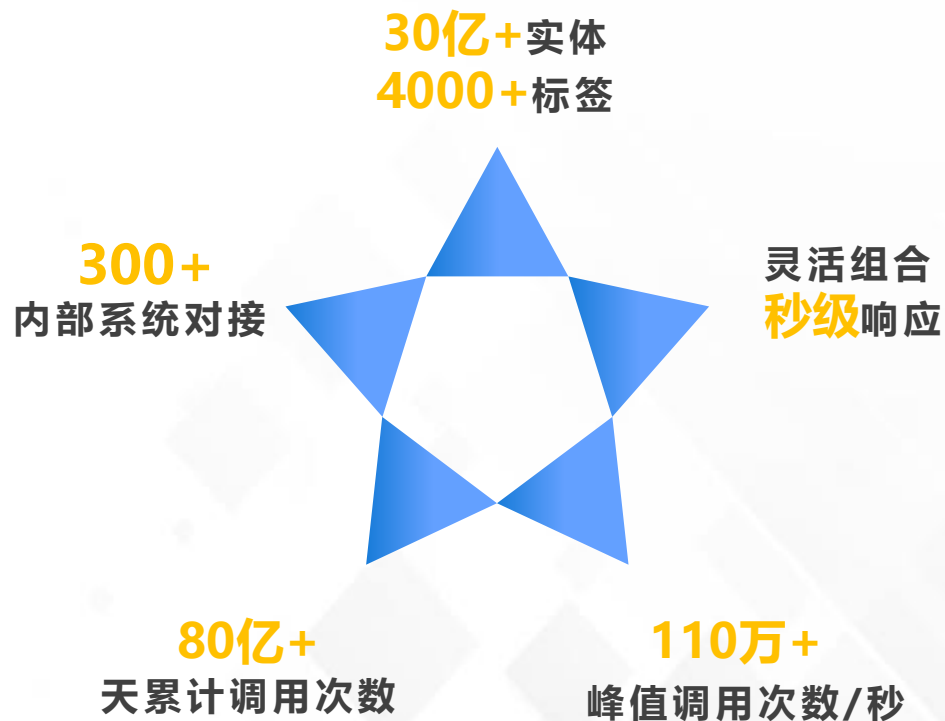 30亿+实体
4000+标签
300+
内部系统对接
灵活组合
秒级响应
80亿+
天累计调用次数
110万+
峰值调用次数/秒